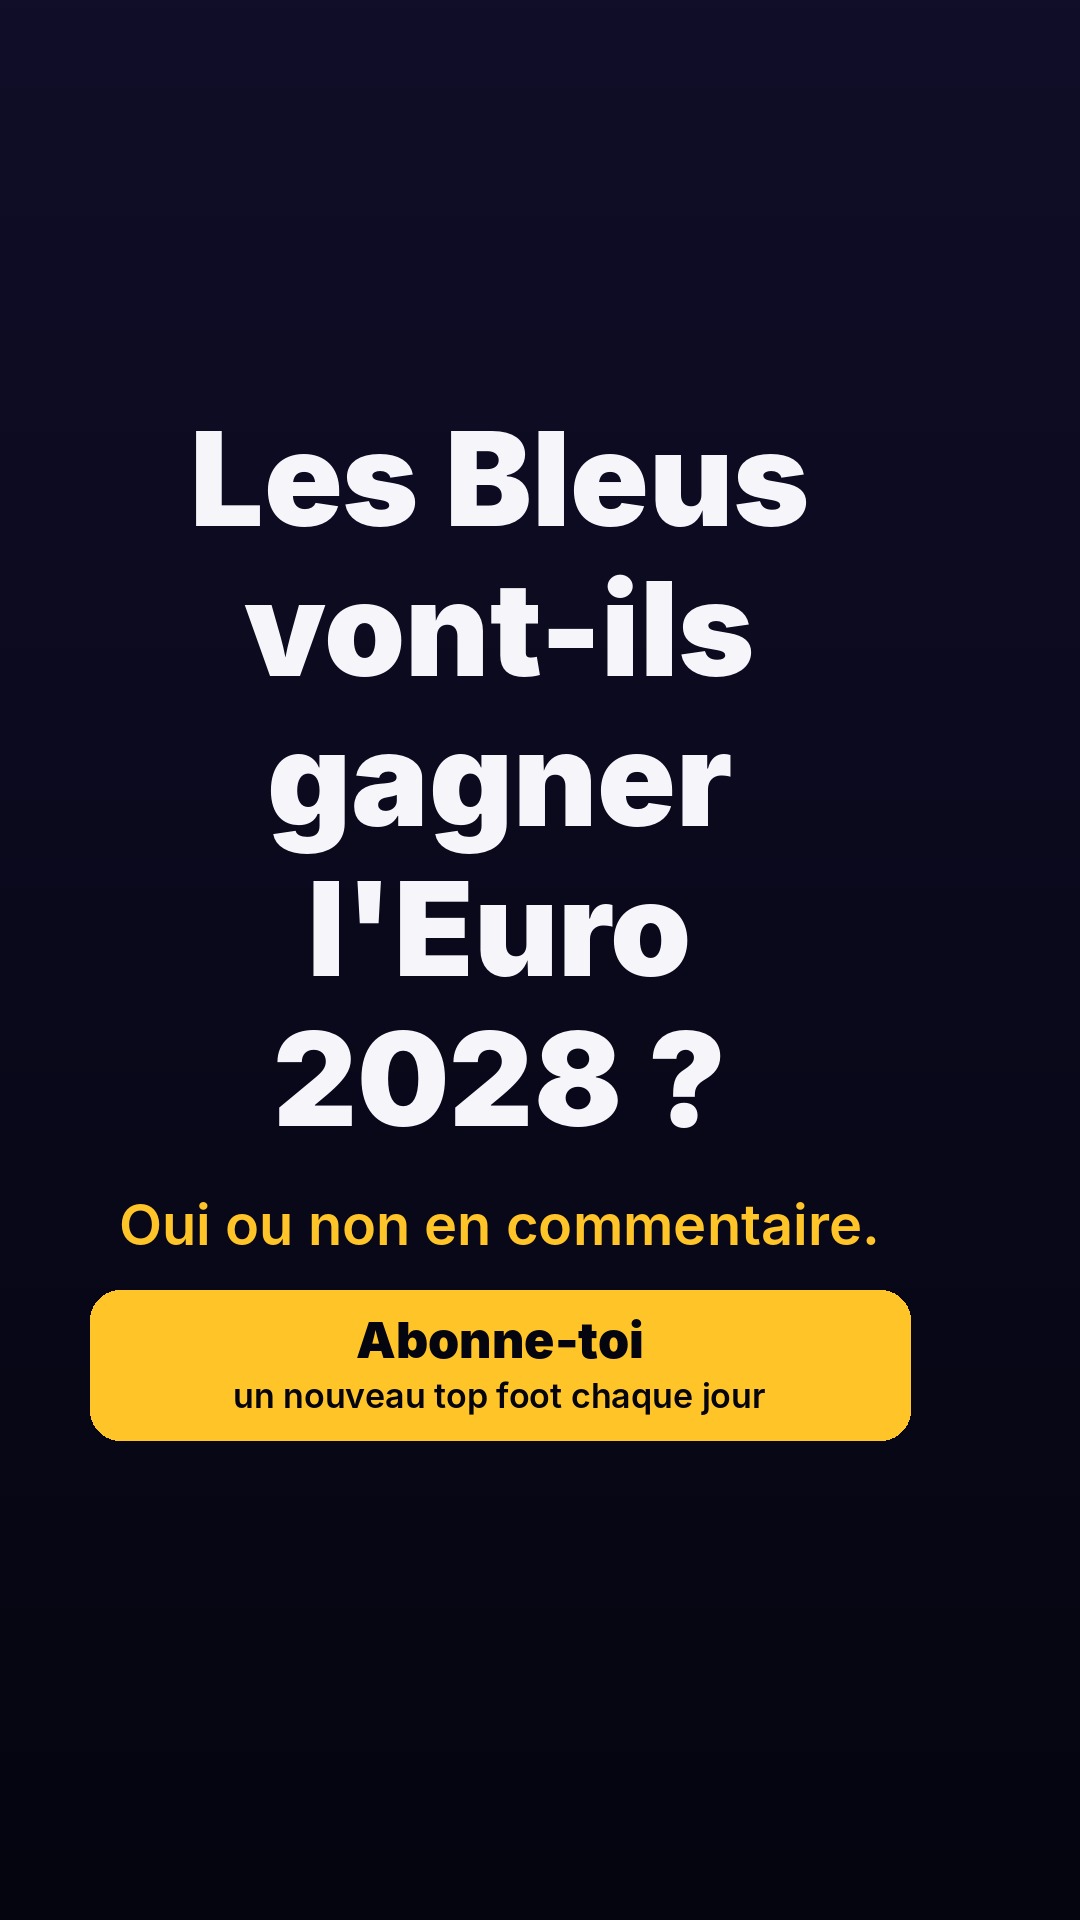 Les Bleus
vont-ils
gagner
l'Euro
2028 ?
Oui ou non en commentaire.
Abonne-toi
un nouveau top foot chaque jour